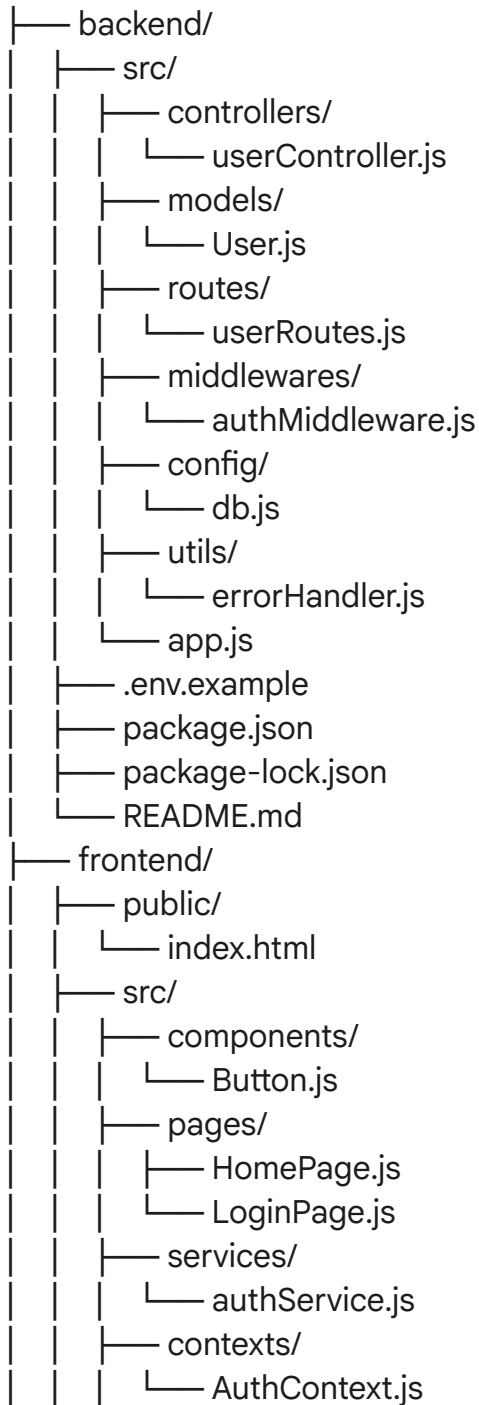 ├── backend/
│   ├── src/
│   │   ├── controllers/
│   │   │   └── userController.js
│   │   ├── models/
│   │   │   └── User.js
│   │   ├── routes/
│   │   │   └── userRoutes.js
│   │   ├── middlewares/
│   │   │   └── authMiddleware.js
│   │   ├── config/
│   │   │   └── db.js
│   │   ├── utils/
│   │   │   └── errorHandler.js
│   │   └── app.js
│   ├── .env.example
│   ├── package.json
│   ├── package-lock.json
│   └── README.md
├── frontend/
│   ├── public/
│   │   └── index.html
│   ├── src/
│   │   ├── components/
│   │   │   └── Button.js
│   │   ├── pages/
│   │   │   ├── HomePage.js
│   │   │   └── LoginPage.js
│   │   ├── services/
│   │   │   └── authService.js
│   │   ├── contexts/
│   │   │   └── AuthContext.js